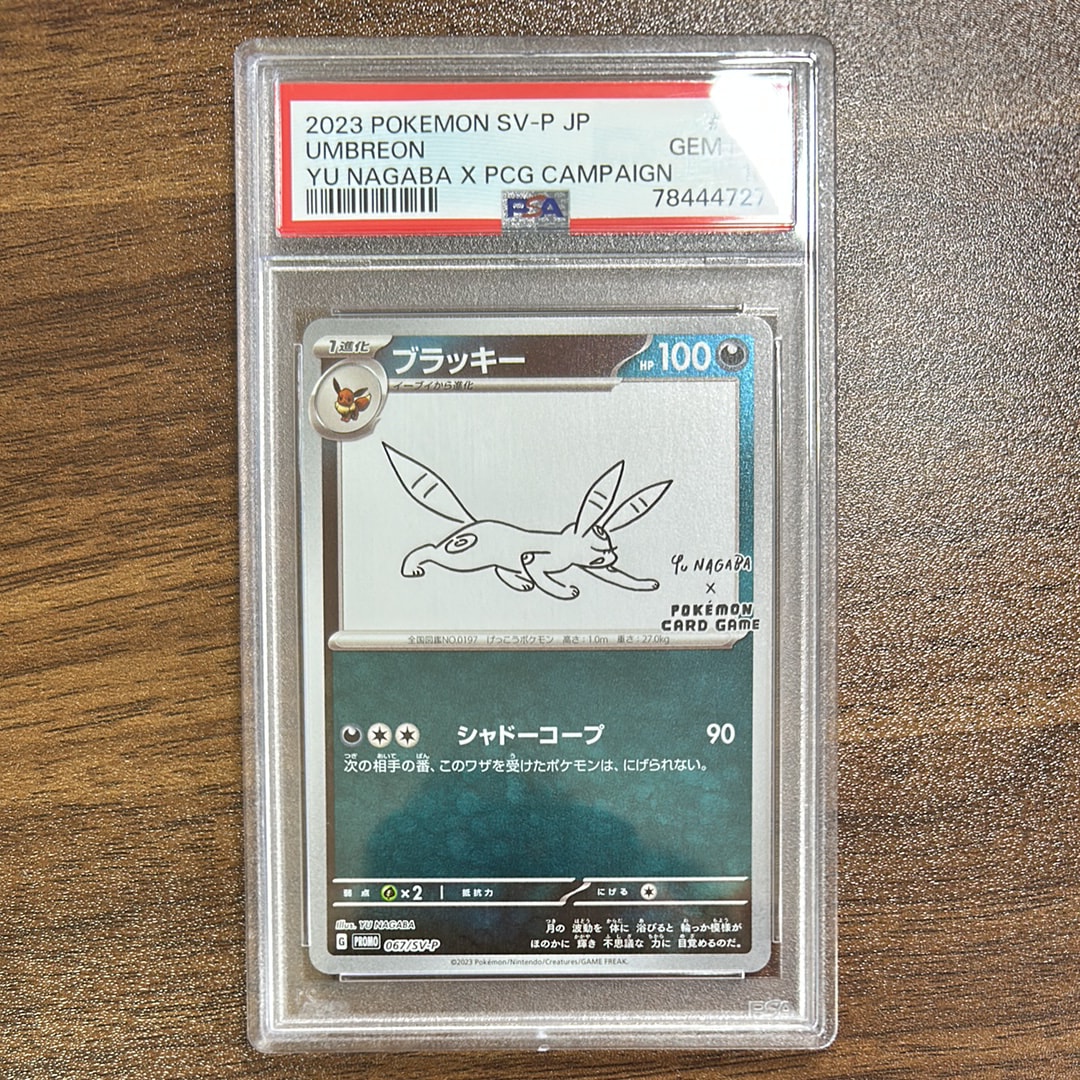 2023 POKEMON SV-P JP
UMBREON
GEM
YU NAGABA X PCG CAMPAIGN
78444727
PSA
1進化
ブラッキー
HP 100
イーブイから進化
Yu NAGABA
×
POKÉMON
CARD GAME
全国図鑑NO.0197 げっこうポケモン 高さ:1.0m 重さ:27.0kg
シャドーコープ 90
次の相手の番、このワザを受けたポケモンは、にげられない。
弱点 ×2 抵抗力 にげる
Illus. YU NAGABA
月の 波動を 体に 浴びると 輪っか模様が
G PROMO 067/SV-P
ほのかに 輝き 不思議な 力に 目覚めるのだ。
©2023 Pokémon/Nintendo/Creatures/GAME FREAK.
PSA